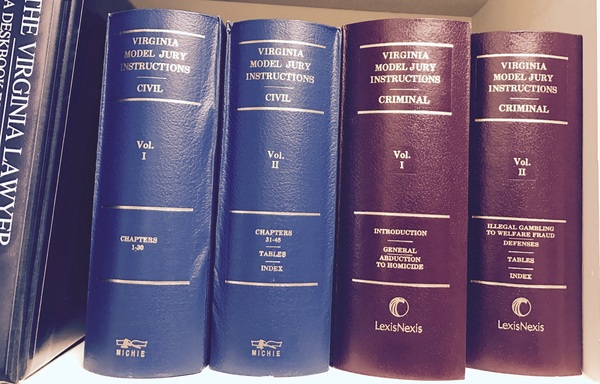 THE VIRGINIA LAWYER
A DESKBOOK
VIRGINIA
MODEL JURY
INSTRUCTIONS
CIVIL
Vol.
I
CHAPTERS
1-30
MICHIE
VIRGINIA
MODEL JURY
INSTRUCTIONS
CIVIL
Vol.
II
CHAPTERS
31-48
TABLES
INDEX
MICHIE
VIRGINIA
MODEL JURY
INSTRUCTIONS
CRIMINAL
Vol.
I
INTRODUCTION
GENERAL
ABDUCTION
TO HOMICIDE
LexisNexis
VIRGINIA
MODEL JURY
INSTRUCTIONS
CRIMINAL
Vol.
II
ILLEGAL GAMBLING
TO WELFARE FRAUD
DEFENSES
TABLES
INDEX
LexisNexis